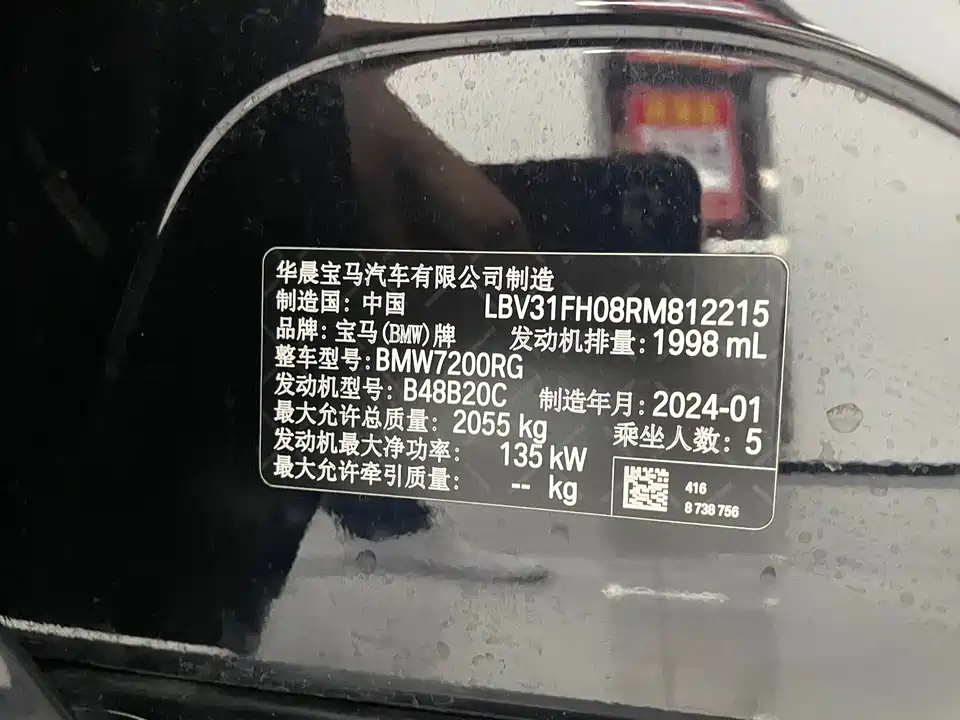 华晨宝马汽车有限公司制造
制造国: 中国 LBV31FH08RM812215
品牌: 宝马(BMW)牌 发动机排量: 1998 mL
整车型号: BMW7200RG
发动机型号: B48B20C 制造年月: 2024-01
最大允许总质量: 2055 kg 乘坐人数: 5
发动机最大净功率: 135 kW
最大允许牵引质量: -- kg
416
8 738 756